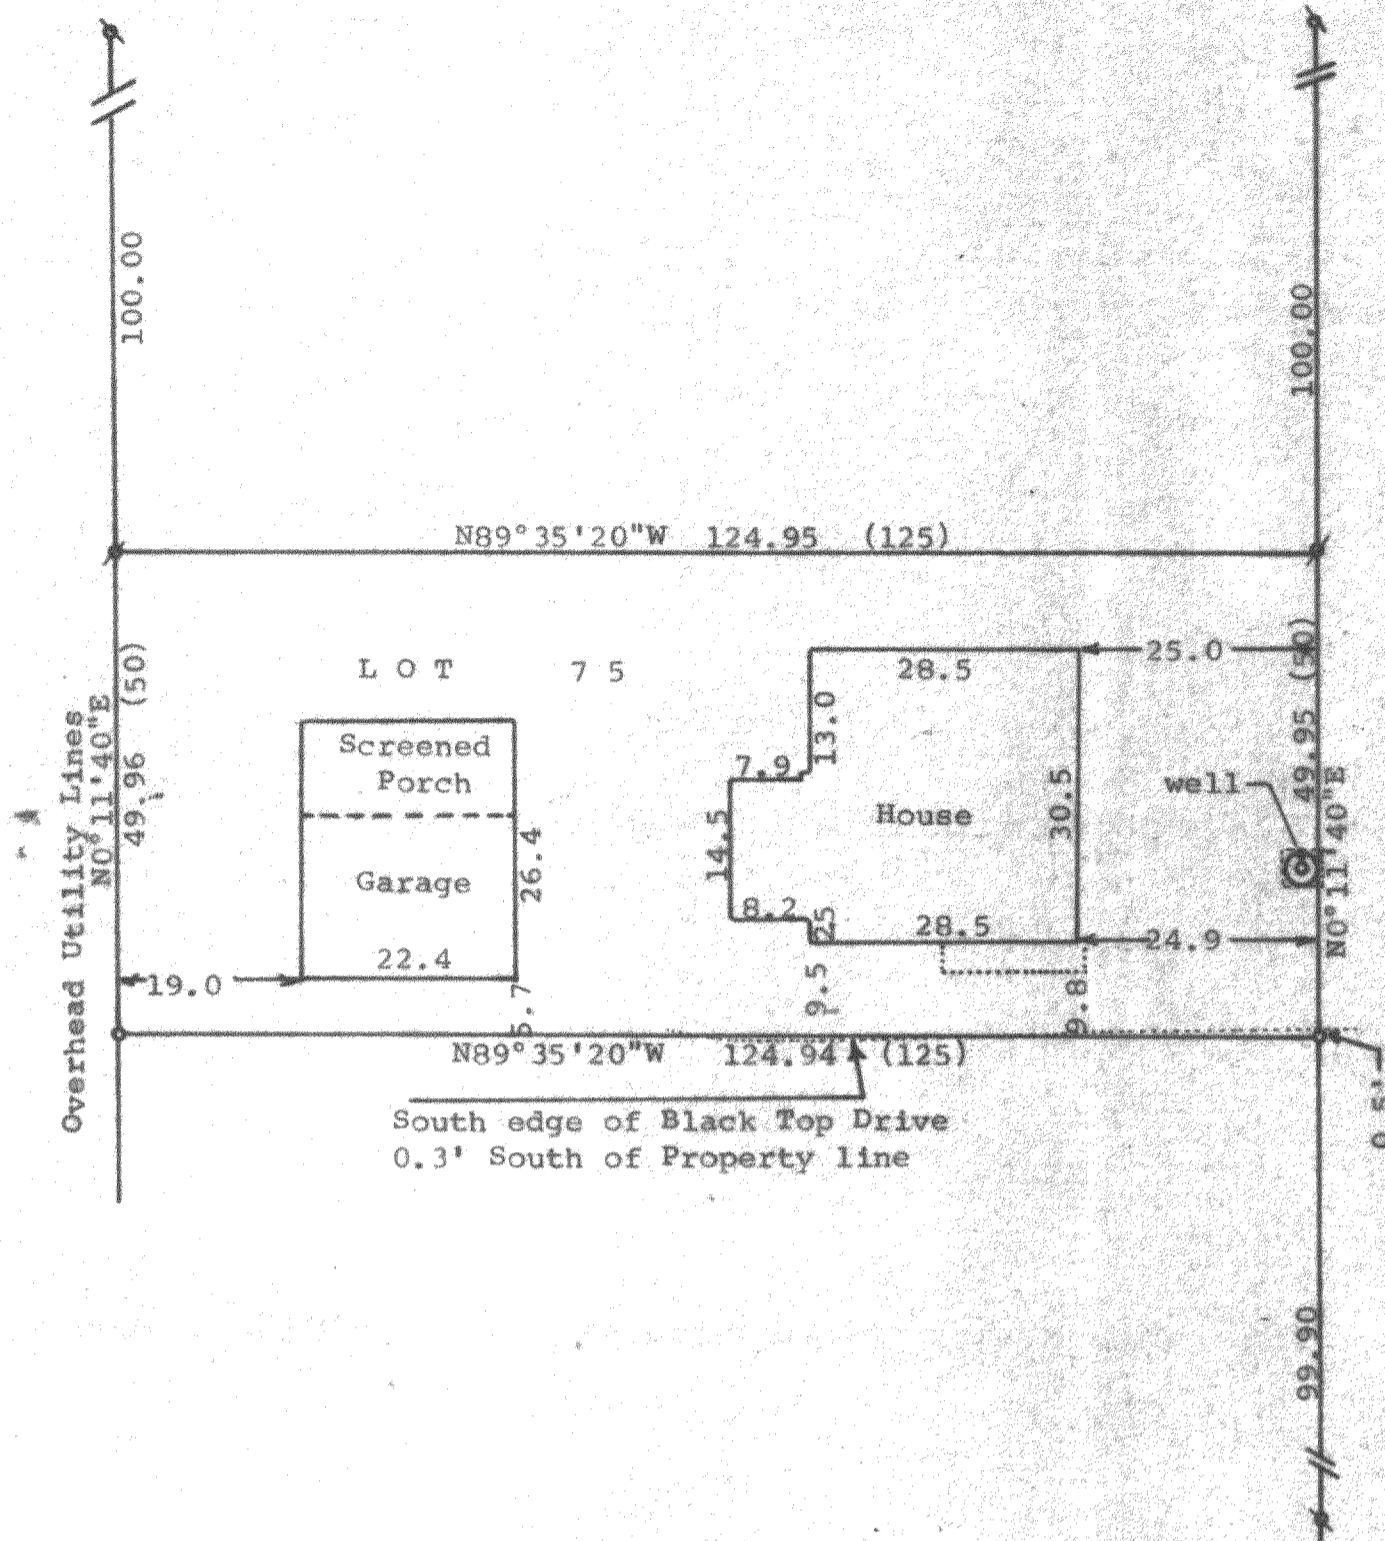 100.00
100.00
N89°35'20"W 124.95 (125)
LOT 75
Screened
Porch
Garage
26.4
22.4
19.0
5.7
Overhead Utility Lines
N0°11'40"E
49.96 (50)
28.5
13.0
7.9
14.5
8.2
House
30.5
28.5
9.5
9.8
25.0
24.9
well
49.95 (50)
N0°11'40"E
N89°35'20"W 124.94 (125)
South edge of Black Top Drive
0.3' South of Property line
0.5'
99.90